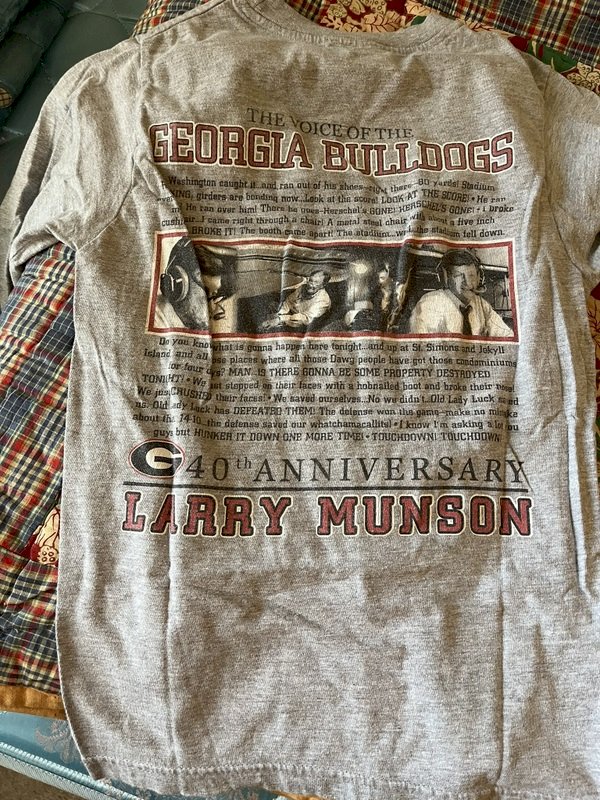 THE VOICE OF THE
GEORGIA BULLDOGS
Washington caught it..and ran out of his shoes-right there-80 yards! Stadium
girders are bending now...Look at the score! LOOK AT THE SCORE! • He ran
He ran over him! There he goes-Herschel's GONE! HERSCHEL'S GONE! • I broke
chair...I came right through a chair! A metal steel chair with about a five inch
BROKE IT! The booth came apart! The stadium... the stadium fell down.
Do you know what is gonna happen here tonight..and up at St. Simons and Jekyll
Island and all those places where all those Dawg people have got those condominiums
for four days? MAN..IS THERE GONNA BE SOME PROPERTY DESTROYED
TONIGHT! • We just stepped on their faces with a hobnailed boot and broke their nose!
We just CRUSHED their faces! • We saved ourselves...No we didn't..Old Lady Luck saved
us. Old Lady Luck has DEFEATED THEM! The defense won this game-make no mistake
about the 14-10...the defense saved our whatchamacallits! • I know I'm asking a lot you
guys but HUNKER IT DOWN ONE MORE TIME! • TOUCHDOWN! TOUCHDOWN
G 40th ANNIVERSARY
LARRY MUNSON